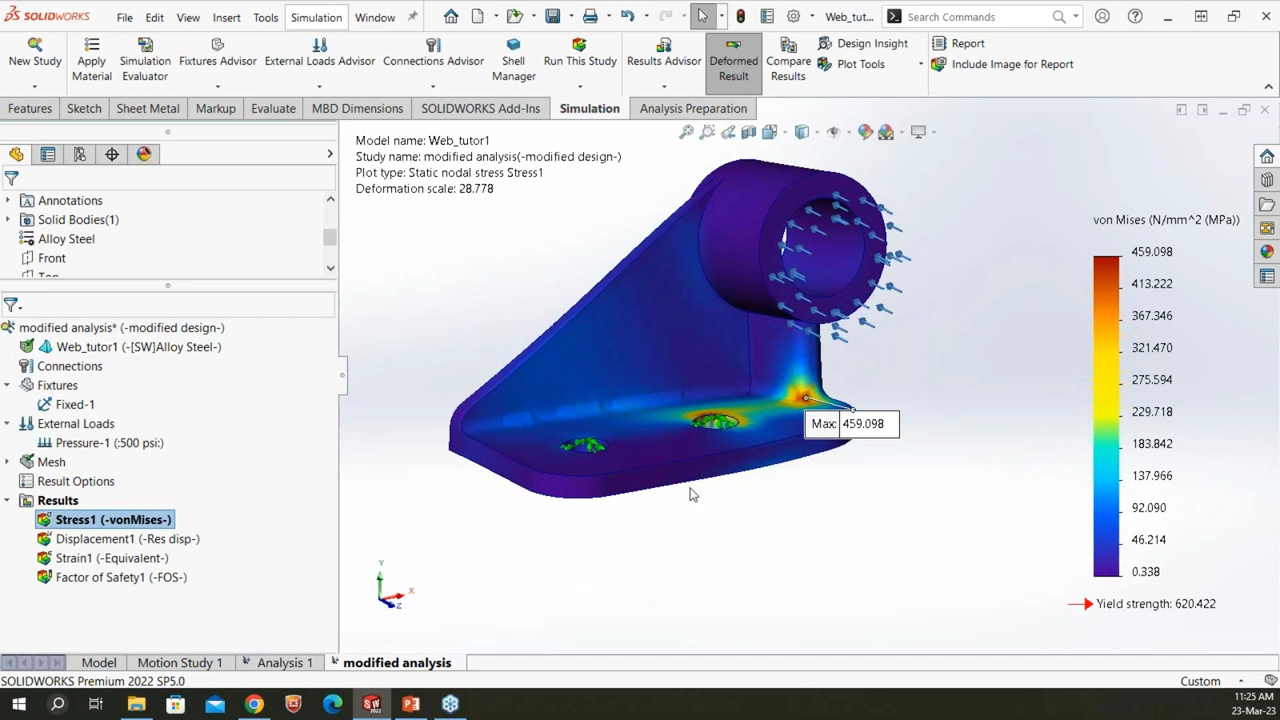 SOLIDWORKS File Edit View Insert Tools Simulation Window Web_tut... Search Commands
New Study
Apply Material
Simulation Evaluator
Fixtures Advisor
External Loads Advisor
Connections Advisor
Shell Manager
Run This Study
Results Advisor
Deformed Result
Compare Results
Design Insight
Plot Tools
Report
Include Image for Report
Features Sketch Sheet Metal Markup Evaluate MBD Dimensions SOLIDWORKS Add-Ins Simulation Analysis Preparation
Annotations
Solid Bodies(1)
Alloy Steel
Front
modified analysis* (-modified design-)
Web_tutor1 (-[SW]Alloy Steel-)
Connections
Fixtures
Fixed-1
External Loads
Pressure-1 (:500 psi:)
Mesh
Result Options
Results
Stress1 (-vonMises-)
Displacement1 (-Res disp-)
Strain1 (-Equivalent-)
Factor of Safety1 (-FOS-)
Model name: Web_tutor1
Study name: modified analysis(-modified design-)
Plot type: Static nodal stress Stress1
Deformation scale: 28.778
Max: 459.098
Y
X
Z
von Mises (N/mm^2 (MPa))
459.098
413.222
367.346
321.470
275.594
229.718
183.842
137.966
92.090
46.214
0.338
Yield strength: 620.422
Model Motion Study 1 Analysis 1 modified analysis
SOLIDWORKS Premium 2022 SP5.0
Custom
11:25 AM
23-Mar-23